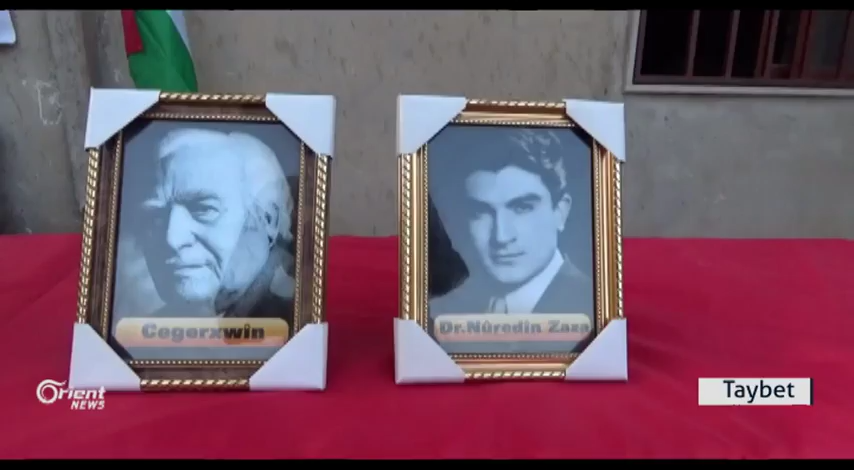 Cegerxwin
Dr.Nûredin Zaza
Orient
NEWS
Taybet